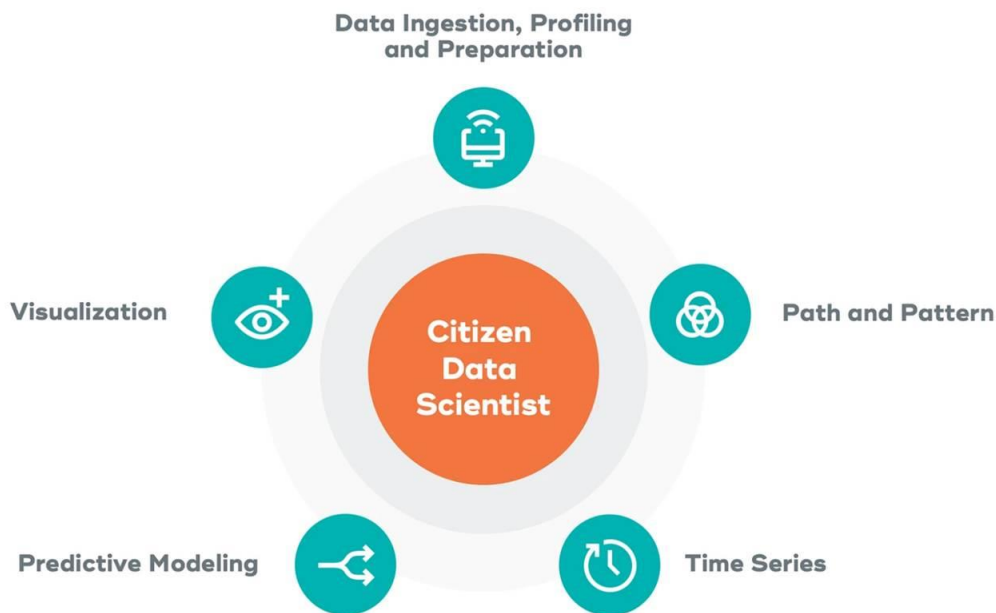 Data Ingestion, Profiling
and Preparation
Visualization
Path and Pattern
Citizen
Data
Scientist
Predictive Modeling
Time Series